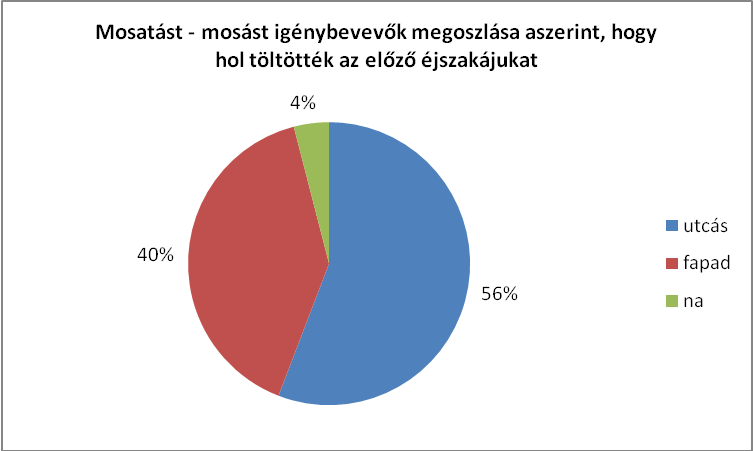 Mosatást - mosást igénybevevők megoszlása aszerint, hogy
hol töltötték az előző éjszakájukat
4%
40%
56%
utcás
fapad
na